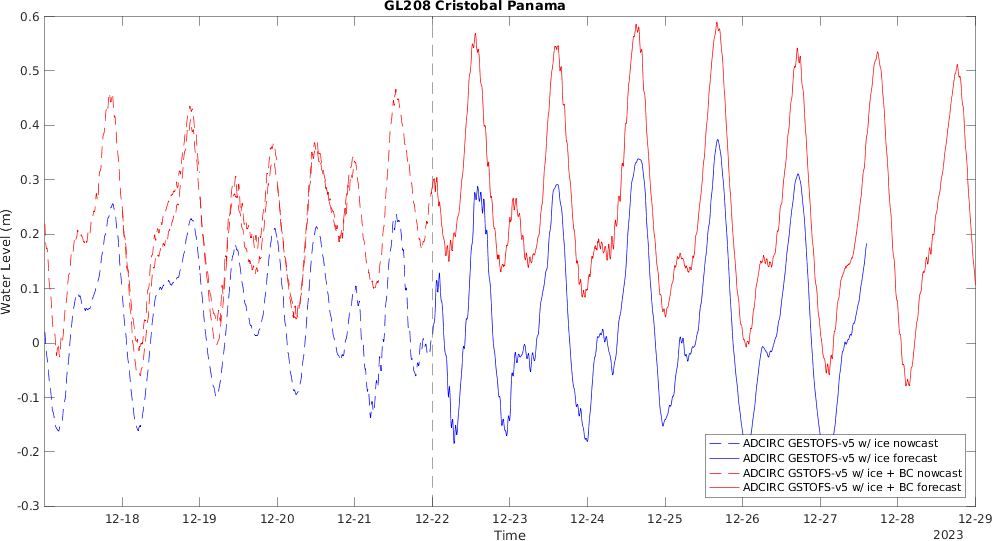 GL208 Cristobal Panama
0.6
0.5
0.4
0.3
0.2
0.1
0
-0.1
-0.2
-0.3
Water Level (m)
ADCIRC GESTOFS-v5 w/ ice nowcast
ADCIRC GESTOFS-v5 w/ ice forecast
ADCIRC GSTOFS-v5 w/ ice + BC nowcast
ADCIRC GSTOFS-v5 w/ ice + BC forecast
12-18 12-19 12-20 12-21 12-22 12-23 12-24 12-25 12-26 12-27 12-28 12-29
Time
2023